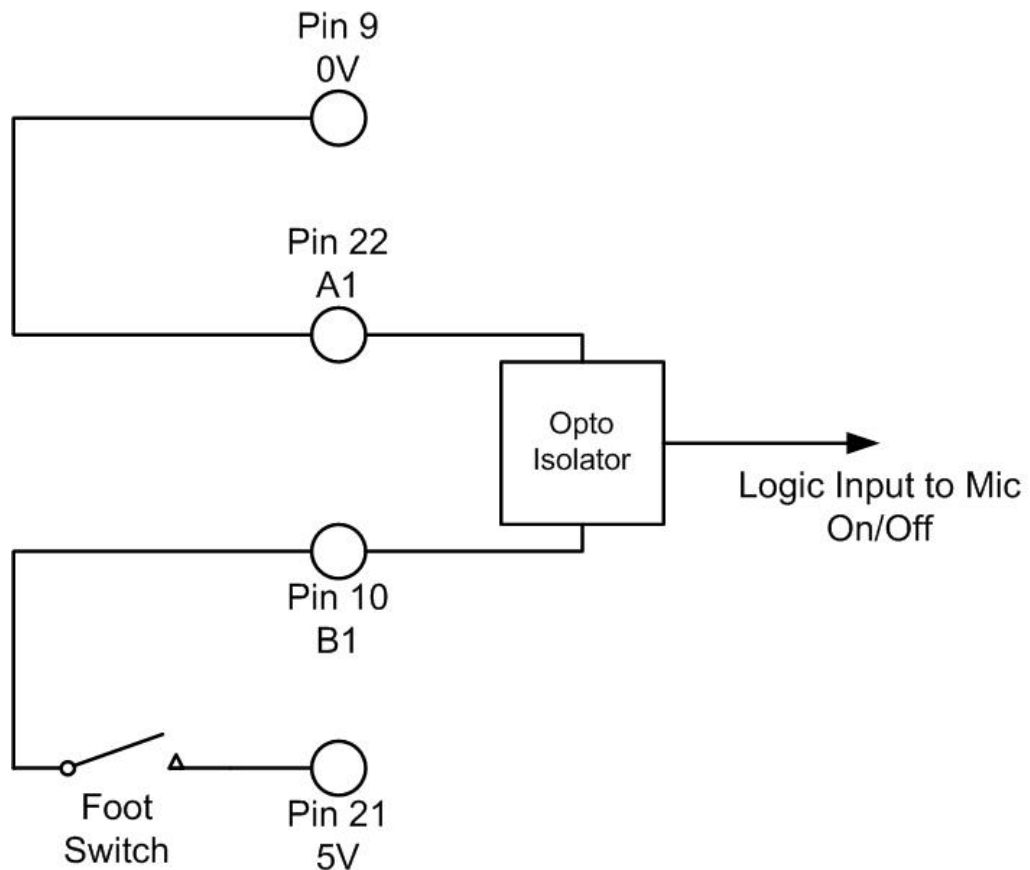 Pin 9
0V
Pin 22
A1
Opto
Isolator
Logic Input to Mic
On/Off
Pin 10
B1
Foot
Switch
Pin 21
5V